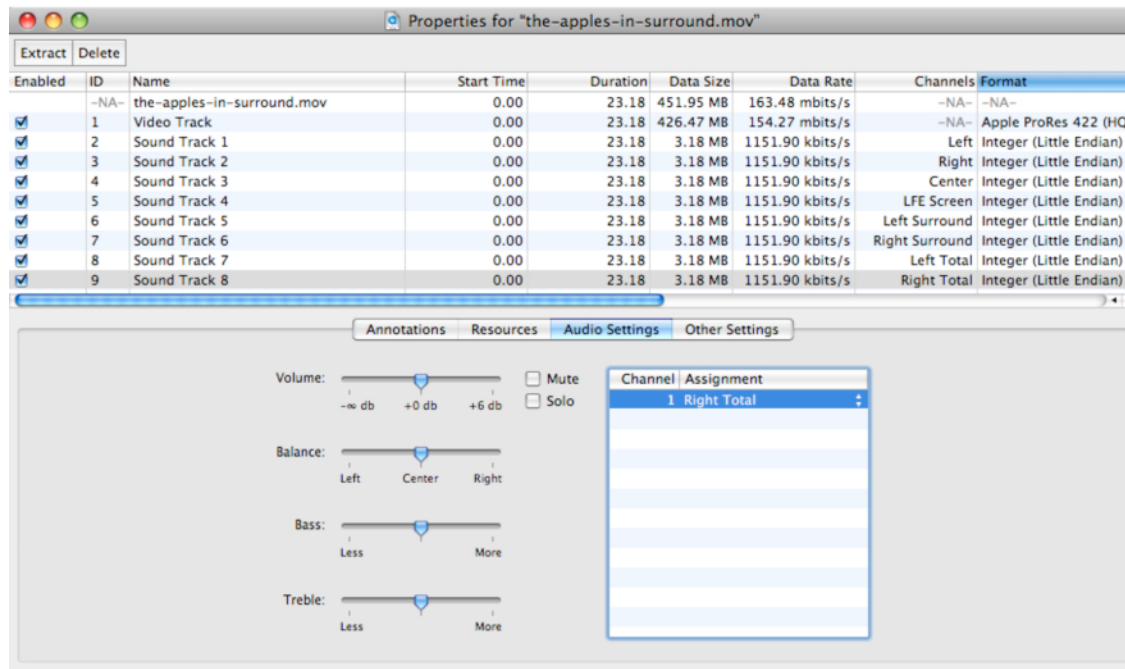 Properties for "the-apples-in-surround.mov"
Extract Delete
Enabled ID Name Start Time Duration Data Size Data Rate Channels Format
-NA- the-apples-in-surround.mov 0.00 23.18 451.95 MB 163.48 mbits/s -NA- -NA-
1 Video Track 0.00 23.18 426.47 MB 154.27 mbits/s -NA- Apple ProRes 422 (HQ
2 Sound Track 1 0.00 23.18 3.18 MB 1151.90 kbits/s Left Integer (Little Endian)
3 Sound Track 2 0.00 23.18 3.18 MB 1151.90 kbits/s Right Integer (Little Endian)
4 Sound Track 3 0.00 23.18 3.18 MB 1151.90 kbits/s Center Integer (Little Endian)
5 Sound Track 4 0.00 23.18 3.18 MB 1151.90 kbits/s LFE Screen Integer (Little Endian)
6 Sound Track 5 0.00 23.18 3.18 MB 1151.90 kbits/s Left Surround Integer (Little Endian)
7 Sound Track 6 0.00 23.18 3.18 MB 1151.90 kbits/s Right Surround Integer (Little Endian)
8 Sound Track 7 0.00 23.18 3.18 MB 1151.90 kbits/s Left Total Integer (Little Endian)
9 Sound Track 8 0.00 23.18 3.18 MB 1151.90 kbits/s Right Total Integer (Little Endian)
Annotations Resources Audio Settings Other Settings
Volume: Mute Channel Assignment
-∞ db +0 db +6 db Solo 1 Right Total
Balance:
Left Center Right
Bass:
Less More
Treble:
Less More